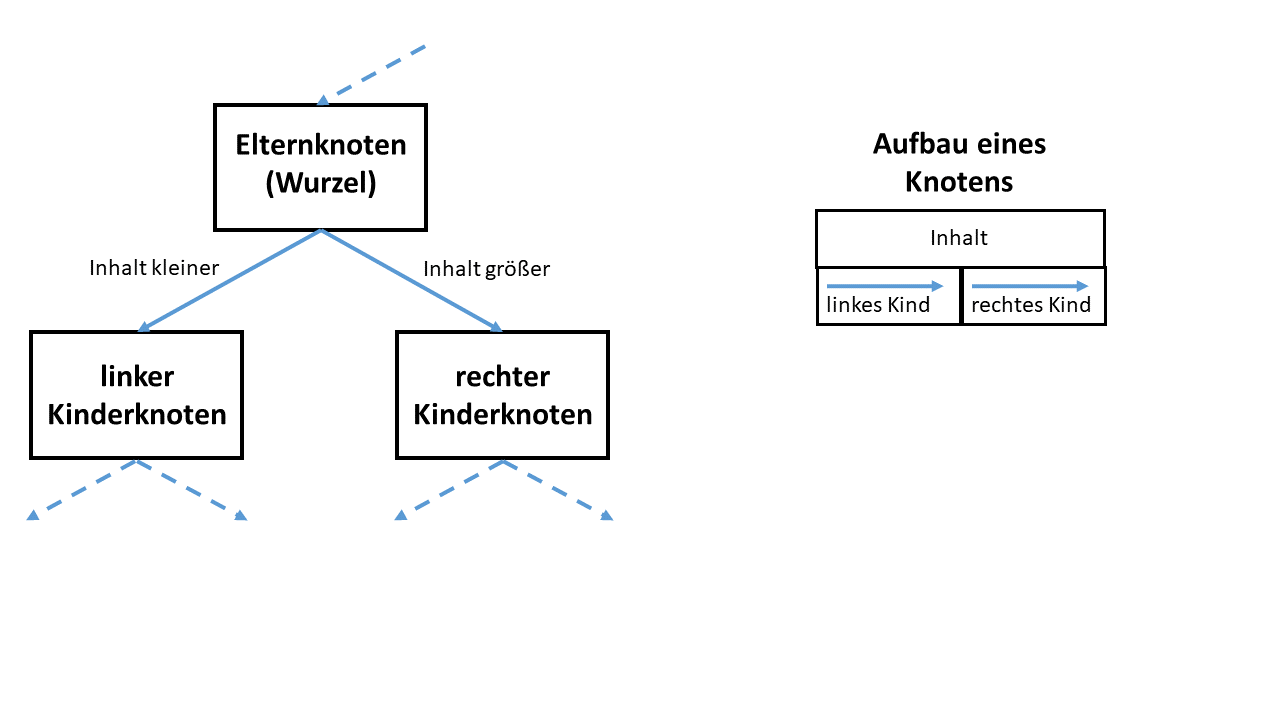 Elternknoten
(Wurzel)
Inhalt kleiner
Inhalt größer
linker
Kinderknoten
rechter
Kinderknoten
Aufbau eines
Knotens
Inhalt
linkes Kind
rechtes Kind